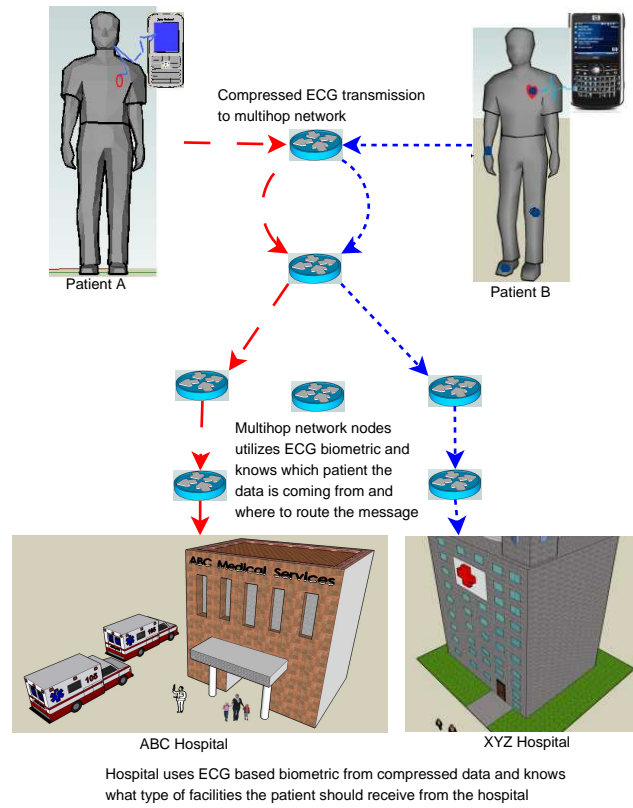 Compressed ECG transmission
to multihop network
Patient A
Patient B
Multihop network nodes
utilizes ECG biometric and
knows which patient the
data is coming from and
where to route the message
ABC Medical Services
105
105
ABC Hospital
XYZ Hospital
Hospital uses ECG based biometric from compressed data and knows
what type of facilities the patient should receive from the hospital